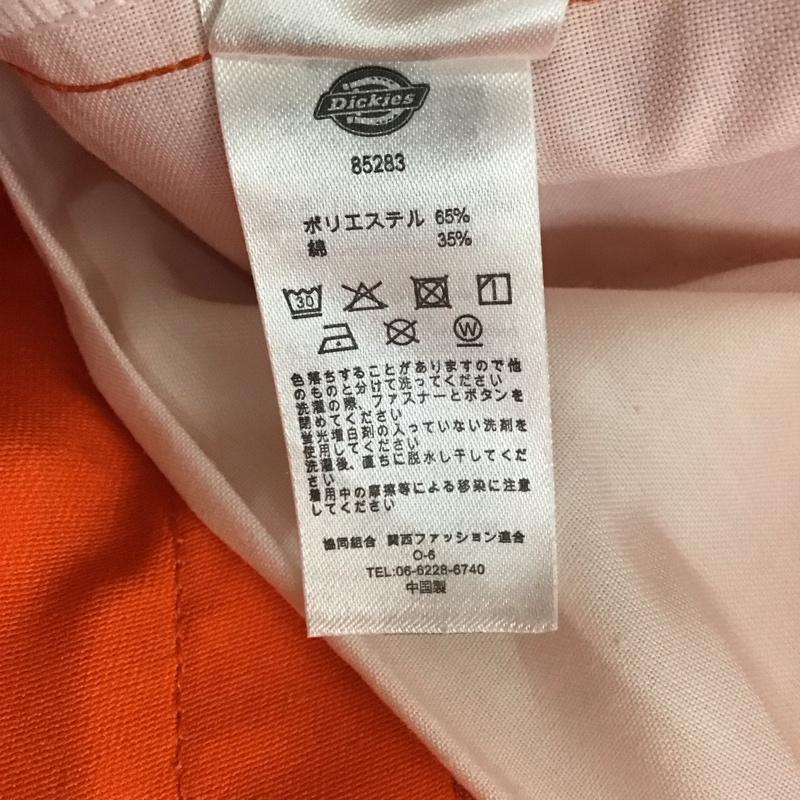 Dickies
85283
ポリエステル 65%
綿 35%
30
W
色落ちすることがありますので他
のものと分けて洗ってください
洗濯の際、ファスナーとボタンを
閉めてください
蛍光増白剤の入っていない洗剤を
使用してください
洗濯後、直ちに脱水し干してくだ
さい
着用中の摩擦等による移染に注意
してください
協同組合 関西ファッション連合
O-6
TEL:06-6228-6740
中国製